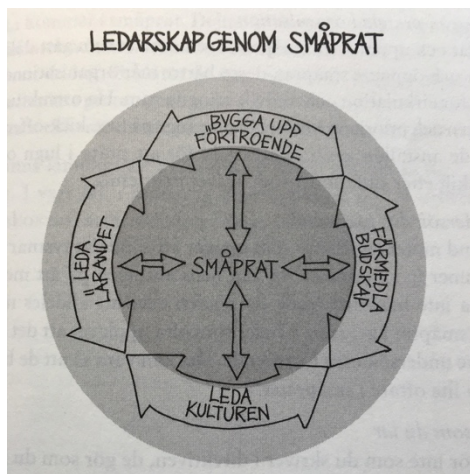 LEDARSKAP GENOM SMÅPRAT
BYGGA UPP
FÖRTROENDE
LEDA
LÄRANDET
SMÅPRAT
FÖRMEDLA
BUDSKAP
LEDA
KULTUREN